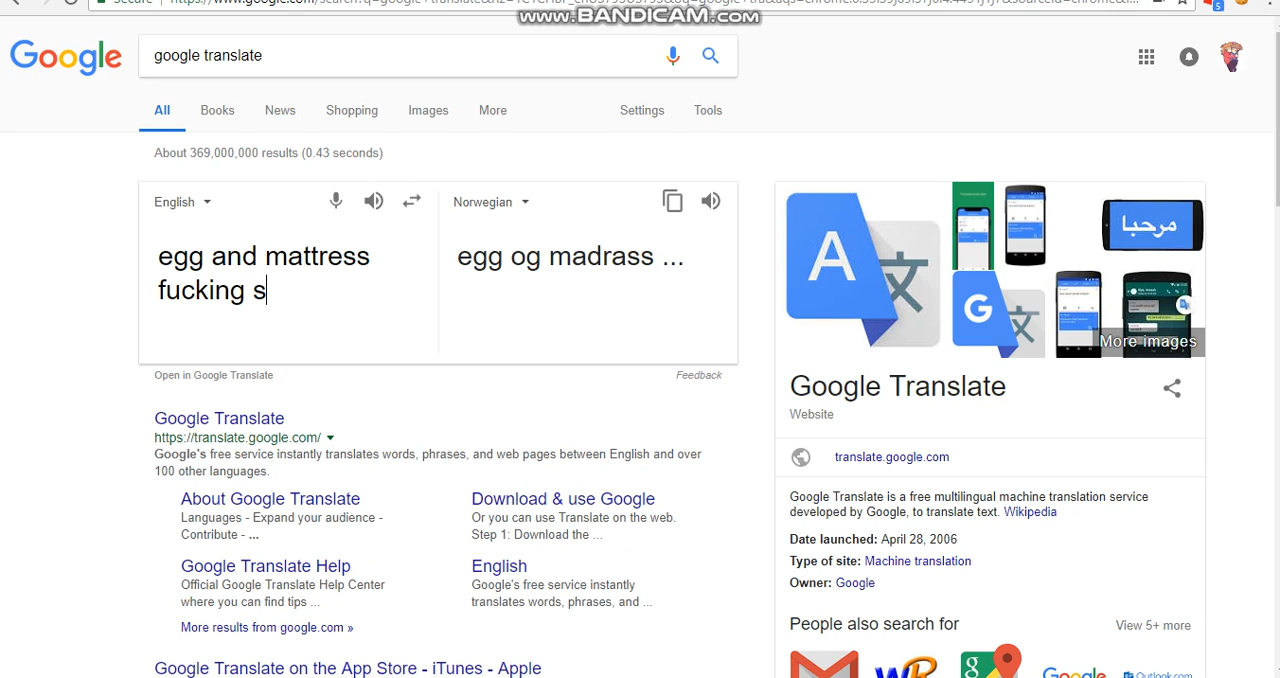 www.BANDICAM.com
Google
google translate
All Books News Shopping Images More Settings Tools
About 369,000,000 results (0.43 seconds)
English
Norwegian
egg and mattress
fucking s
egg og madrass ...
Open in Google Translate
Feedback
Google Translate
https://translate.google.com/
Google's free service instantly translates words, phrases, and web pages between English and over
100 other languages.
About Google Translate
Languages - Expand your audience -
Contribute - ...
Download & use Google
Or you can use Translate on the web.
Step 1: Download the ...
Google Translate Help
Official Google Translate Help Center
where you can find tips ...
English
Google's free service instantly
translates words, phrases, and ...
More results from google.com »
Google Translate on the App Store - iTunes - Apple
A 文
G 文
مرحبا
More images
Google Translate
Website
translate.google.com
Google Translate is a free multilingual machine translation service
developed by Google, to translate text. Wikipedia
Date launched: April 28, 2006
Type of site: Machine translation
Owner: Google
People also search for
View 5+ more
Google
Outlook.com